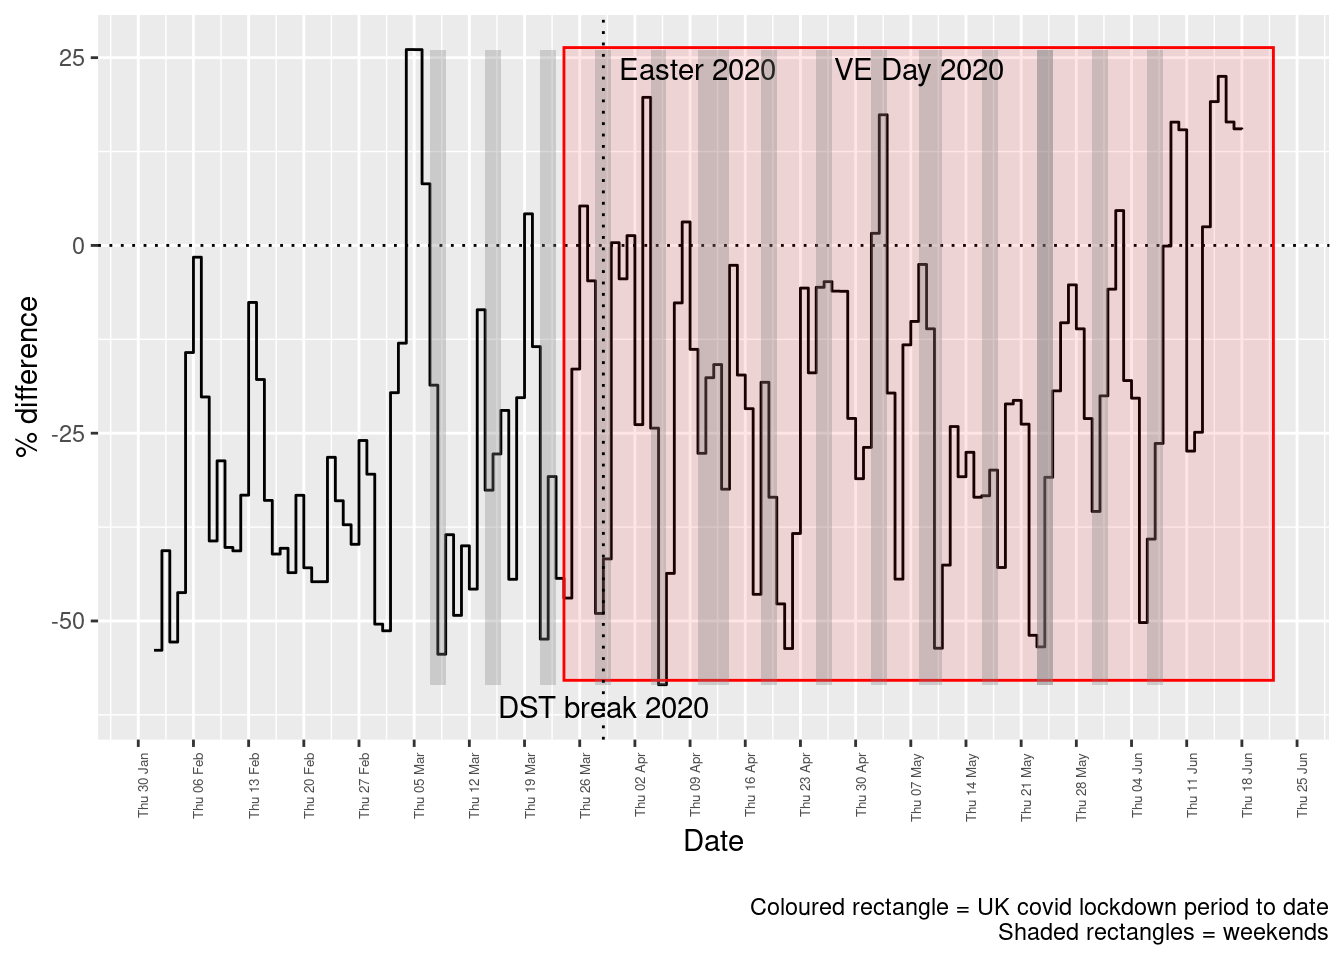 Easter 2020
VE Day 2020
DST break 2020
% difference
25
0
-25
-50
Thu 30 Jan
Thu 06 Feb
Thu 13 Feb
Thu 20 Feb
Thu 27 Feb
Thu 05 Mar
Thu 12 Mar
Thu 19 Mar
Thu 26 Mar
Thu 02 Apr
Thu 09 Apr
Thu 16 Apr
Thu 23 Apr
Thu 30 Apr
Thu 07 May
Thu 14 May
Thu 21 May
Thu 28 May
Thu 04 Jun
Thu 11 Jun
Thu 18 Jun
Thu 25 Jun
Date
Coloured rectangle = UK covid lockdown period to date
Shaded rectangles = weekends